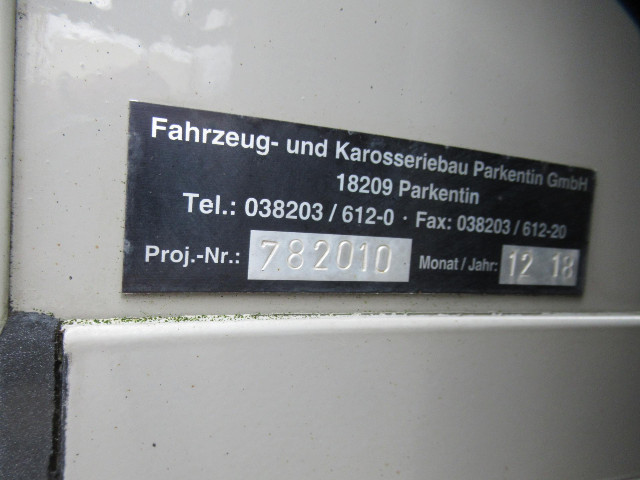 Fahrzeug- und Karosseriebau Parkentin GmbH
18209 Parkentin
Tel.: 038203 / 612-0 · Fax: 038203 / 612-20
Proj.-Nr.: 782010 Monat / Jahr: 12 18